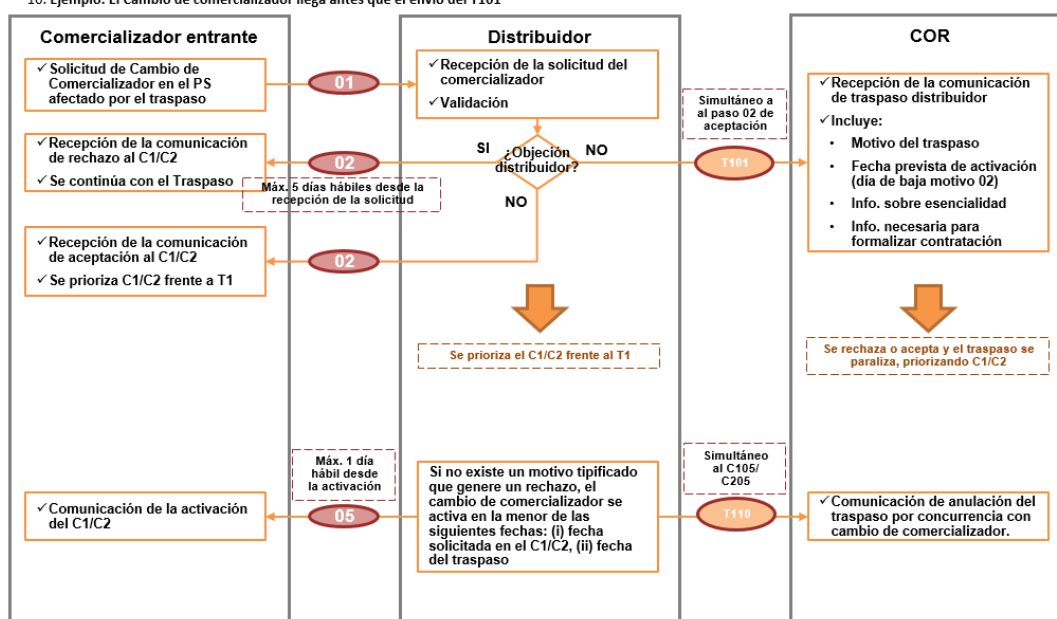 10. Ejemplo: El Cambio de comercializador llega antes que el envío del T101
Comercializador entrante
✓ Solicitud de Cambio de
Comercializador en el PS
afectado por el traspaso
✓ Recepción de la comunicación
de rechazo al C1/C2
✓ Se continúa con el Traspaso
✓ Recepción de la comunicación
de aceptación al C1/C2
✓ Se prioriza C1/C2 frente a T1
✓ Comunicación de la activación
del C1/C2
01
02
Máx. 5 días hábiles desde la
recepción de la solicitud
02
Máx. 1 día
hábil desde
la activación
05
Distribuidor
✓ Recepción de la solicitud del
comercializador
✓ Validación
SI
¿Objeción
distribuidor?
NO
NO
Se prioriza el C1/C2 frente al T1
Si no existe un motivo tipificado
que genere un rechazo, el
cambio de comercializador se
activa en la menor de las
siguientes fechas: (i) fecha
solicitada en el C1/C2, (ii) fecha
del traspaso
Simultáneo a
al paso 02 de
aceptación
T101
Simultáneo
al C105/
C205
T110
COR
✓ Recepción de la comunicación
de traspaso distribuidor
✓ Incluye:
• Motivo del traspaso
• Fecha prevista de activación
(día de baja motivo 02)
• Info. sobre esencialidad
• Info. necesaria para
formalizar contratación
Se rechaza o acepta y el traspaso se
paraliza, priorizando C1/C2
✓ Comunicación de anulación del
traspaso por concurrencia con
cambio de comercializador.